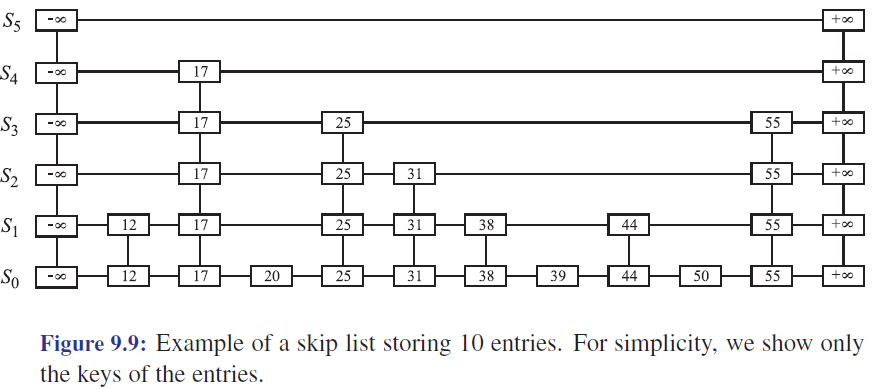 S5 -∞ +∞
S4 -∞ 17 +∞
S3 -∞ 17 25 55 +∞
S2 -∞ 17 25 31 55 +∞
S1 -∞ 12 17 25 31 38 44 55 +∞
S0 -∞ 12 17 20 25 31 38 39 44 50 55 +∞
Figure 9.9: Example of a skip list storing 10 entries. For simplicity, we show only
the keys of the entries.